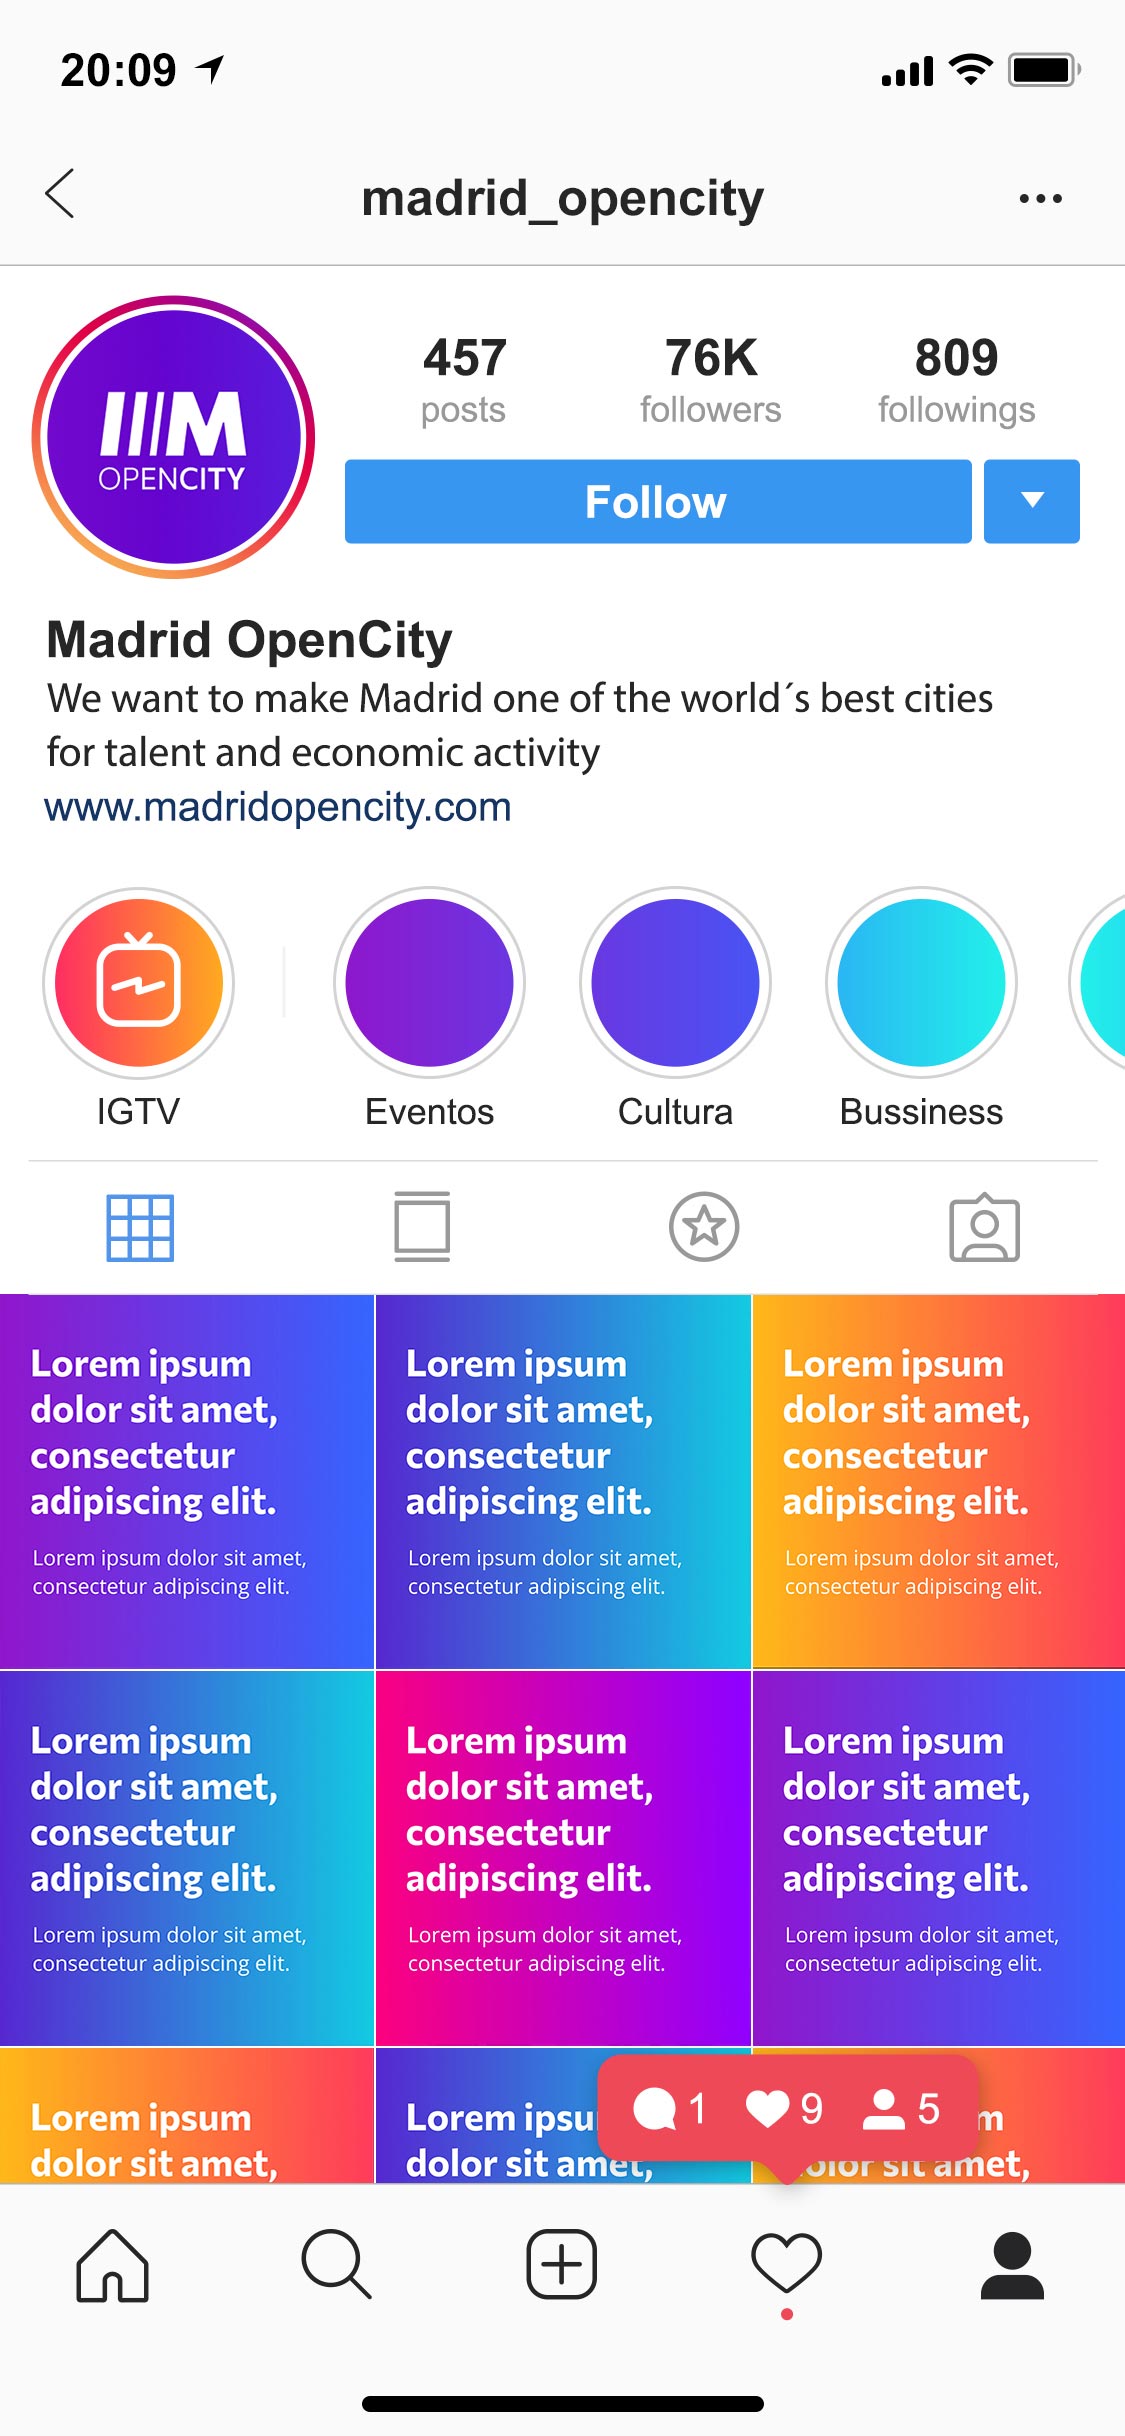 20:09
madrid_opencity
457 76K 809
posts followers followings
M
OPENCITY
Follow
Madrid OpenCity
We want to make Madrid one of the world´s best cities
for talent and economic activity
www.madridopencity.com
IGTV Eventos Cultura Bussiness
Lorem ipsum
dolor sit amet,
consectetur
adipiscing elit.
Lorem ipsum dolor sit amet,
consectetur adipiscing elit.
Lorem ipsum
dolor sit amet,
consectetur
adipiscing elit.
Lorem ipsum dolor sit amet,
consectetur adipiscing elit.
Lorem ipsum
dolor sit amet,
consectetur
adipiscing elit.
Lorem ipsum dolor sit amet,
consectetur adipiscing elit.
Lorem ipsum
dolor sit amet,
consectetur
adipiscing elit.
Lorem ipsum dolor sit amet,
consectetur adipiscing elit.
Lorem ipsum
dolor sit amet,
consectetur
adipiscing elit.
Lorem ipsum dolor sit amet,
consectetur adipiscing elit.
Lorem ipsum
dolor sit amet,
consectetur
adipiscing elit.
Lorem ipsum dolor sit amet,
consectetur adipiscing elit.
Lorem ipsum
dolor sit amet,
Lorem ipsu
dolor sit amet,
m
dolor sit amet,
1 9 5